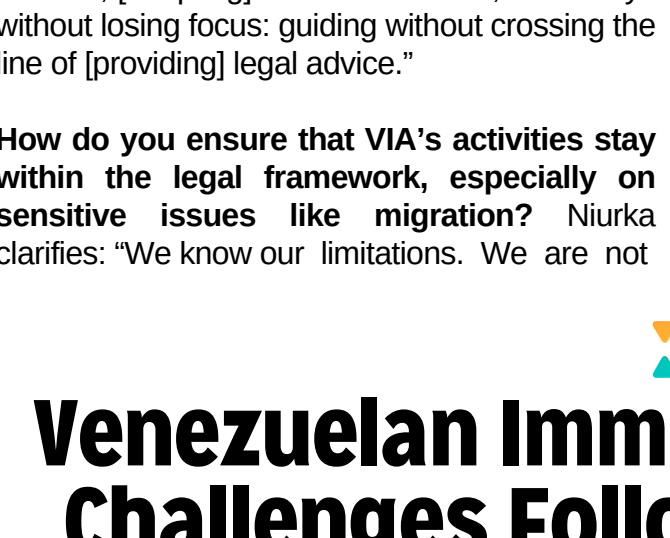 without losing focus: guiding without crossing the
line of [providing] legal advice.”
How do you ensure that VIA’s activities stay
within the legal framework, especially on
sensitive issues like migration? Niurka
clarifies: “We know our limitations. We are not
Venezuelan Imm
Challenges Follo